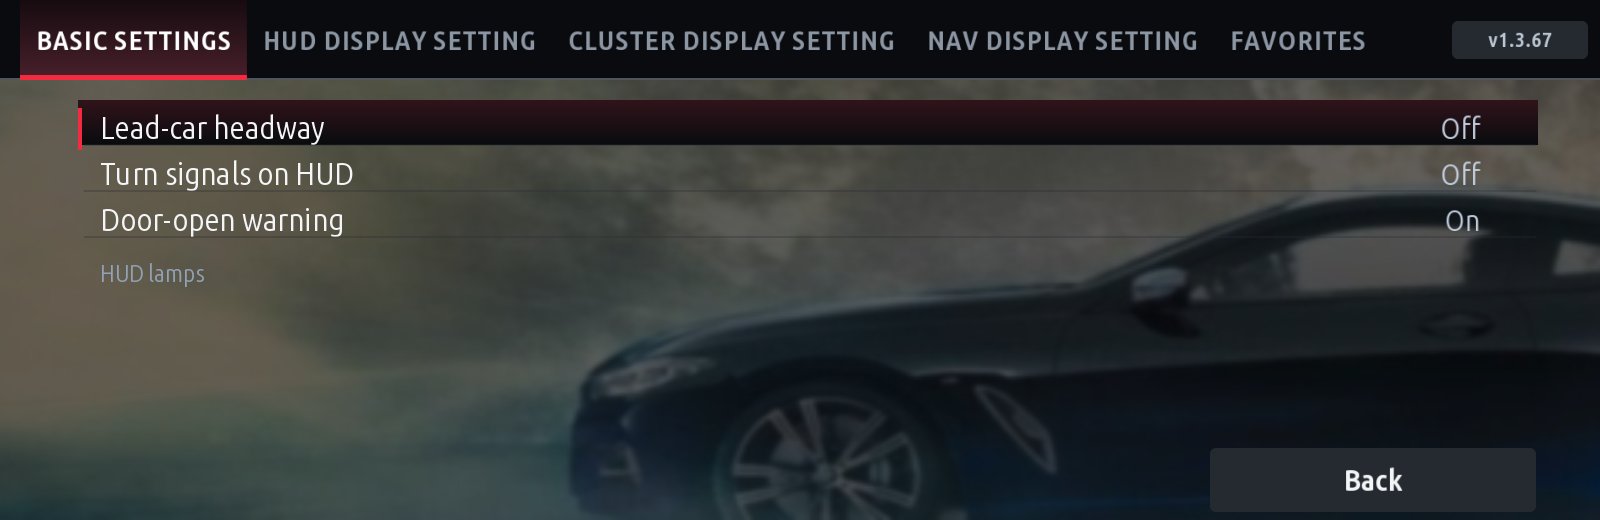 BASIC SETTINGS HUD DISPLAY SETTING CLUSTER DISPLAY SETTING NAV DISPLAY SETTING FAVORITES v1.3.67
Lead-car headway Off
Turn signals on HUD Off
Door-open warning On
HUD lamps
Back